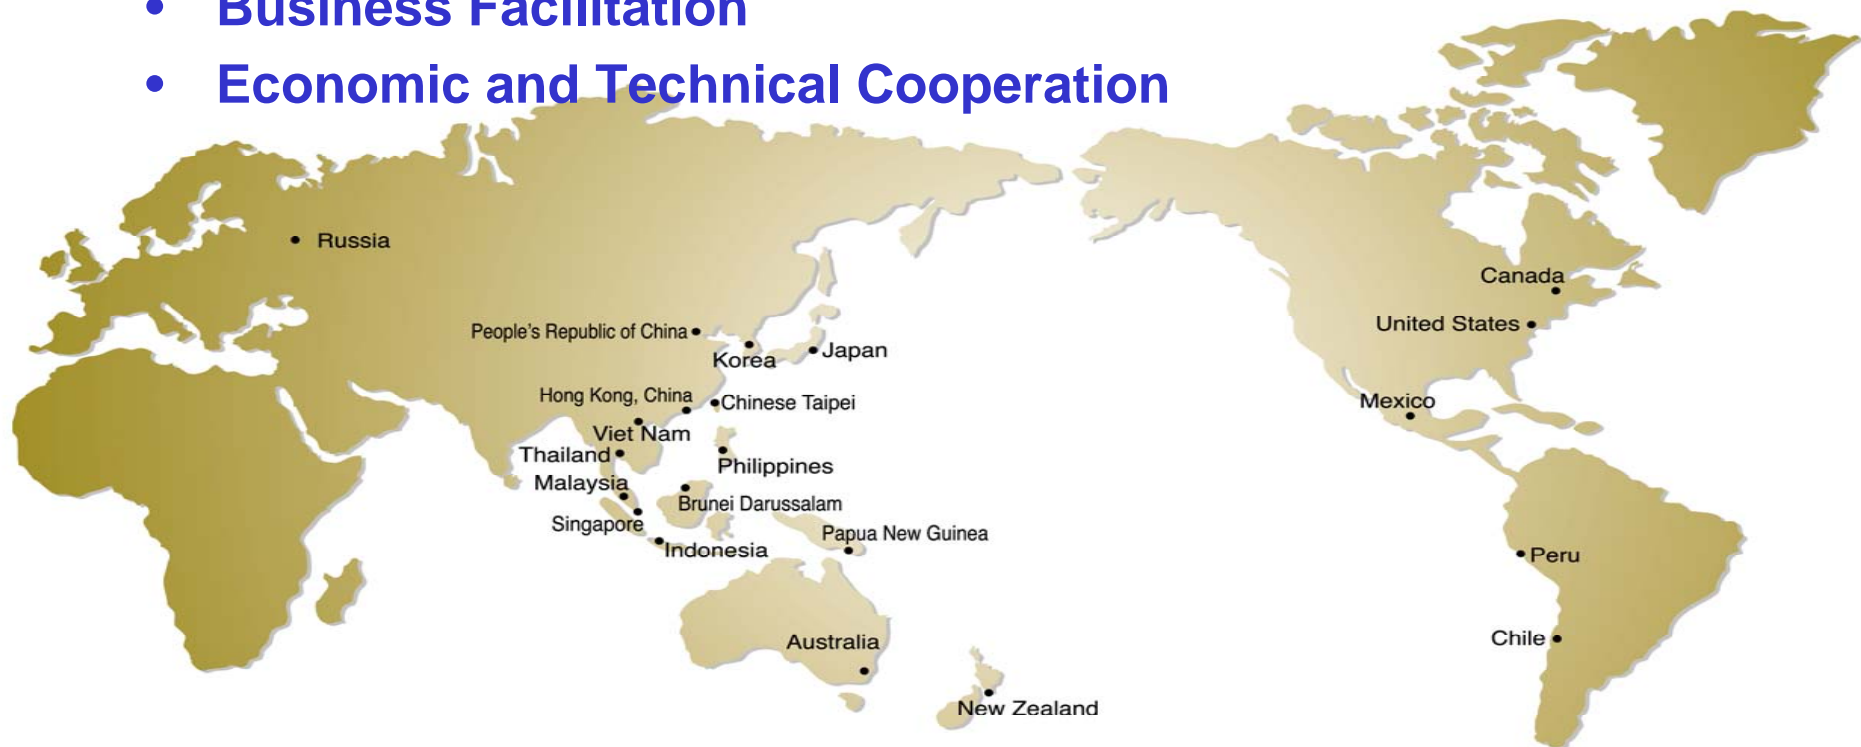 • Business Facilitation
• Economic and Technical Cooperation
Russia
Canada
United States
People's Republic of China
Korea
Japan
Hong Kong, China
Chinese Taipei
Mexico
Viet Nam
Thailand
Philippines
Malaysia
Brunei Darussalam
Singapore
Papua New Guinea
Indonesia
Peru
Australia
Chile
New Zealand